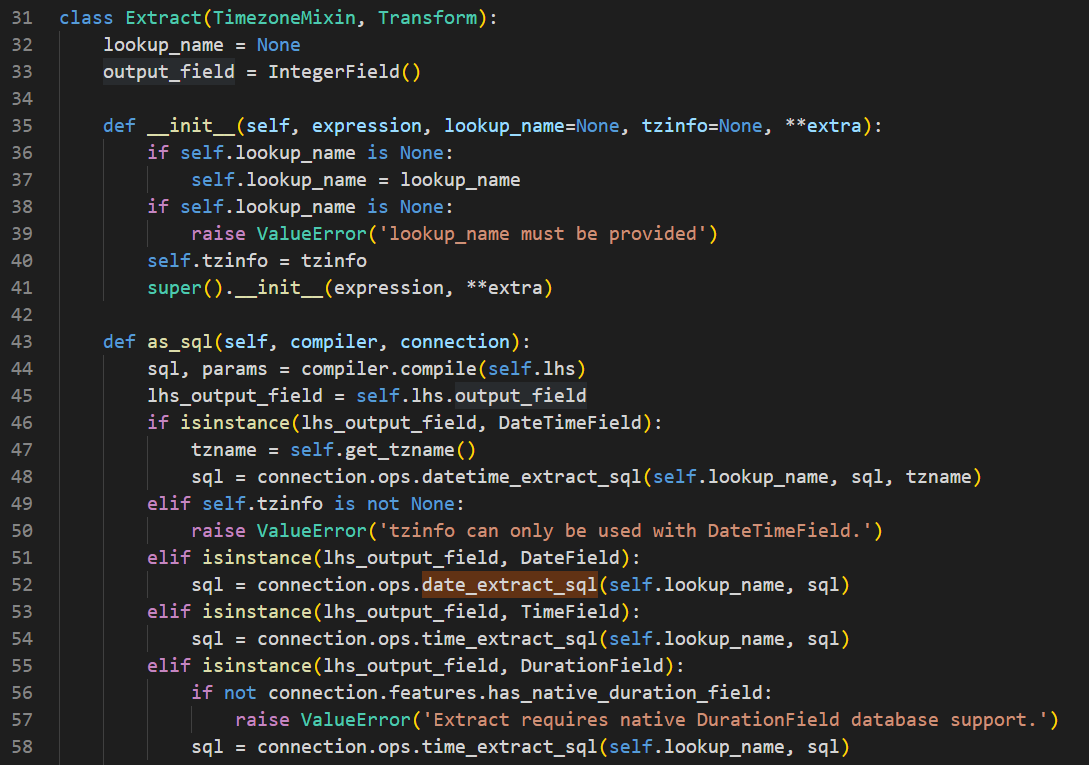 31 class Extract(TimezoneMixin, Transform):
32     lookup_name = None
33     output_field = IntegerField()
34
35     def __init__(self, expression, lookup_name=None, tzinfo=None, **extra):
36         if self.lookup_name is None:
37             self.lookup_name = lookup_name
38         if self.lookup_name is None:
39             raise ValueError('lookup_name must be provided')
40         self.tzinfo = tzinfo
41         super().__init__(expression, **extra)
42
43     def as_sql(self, compiler, connection):
44         sql, params = compiler.compile(self.lhs)
45         lhs_output_field = self.lhs.output_field
46         if isinstance(lhs_output_field, DateTimeField):
47             tzname = self.get_tzname()
48             sql = connection.ops.datetime_extract_sql(self.lookup_name, sql, tzname)
49         elif self.tzinfo is not None:
50             raise ValueError('tzinfo can only be used with DateTimeField.')
51         elif isinstance(lhs_output_field, DateField):
52             sql = connection.ops.date_extract_sql(self.lookup_name, sql)
53         elif isinstance(lhs_output_field, TimeField):
54             sql = connection.ops.time_extract_sql(self.lookup_name, sql)
55         elif isinstance(lhs_output_field, DurationField):
56             if not connection.features.has_native_duration_field:
57                 raise ValueError('Extract requires native DurationField database support.')
58             sql = connection.ops.time_extract_sql(self.lookup_name, sql)